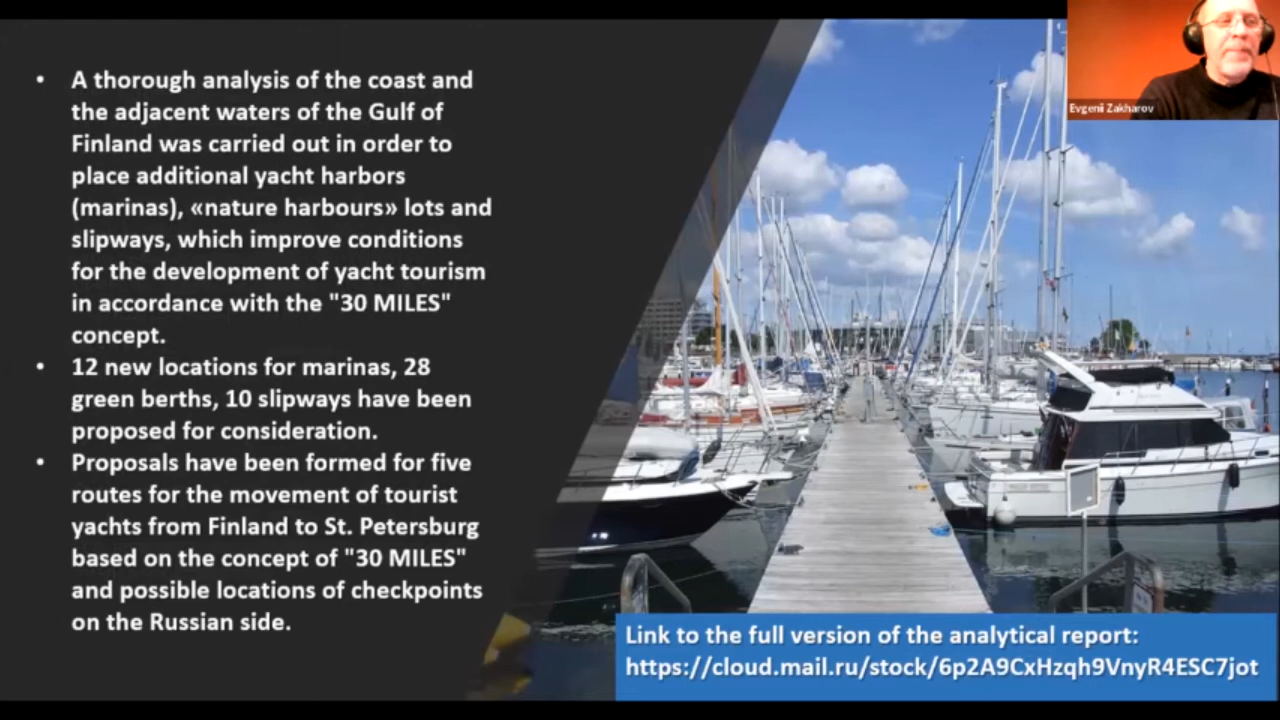 • A thorough analysis of the coast and
the adjacent waters of the Gulf of
Finland was carried out in order to
place additional yacht harbors
(marinas), «nature harbours» lots and
slipways, which improve conditions
for the development of yacht tourism
in accordance with the "30 MILES"
concept.
• 12 new locations for marinas, 28
green berths, 10 slipways have been
proposed for consideration.
• Proposals have been formed for five
routes for the movement of tourist
yachts from Finland to St. Petersburg
based on the concept of "30 MILES"
and possible locations of checkpoints
on the Russian side.
Evgenii Zakharov
Link to the full version of the analytical report:
https://cloud.mail.ru/stock/6p2A9CxHzqh9VnyR4ESC7jot